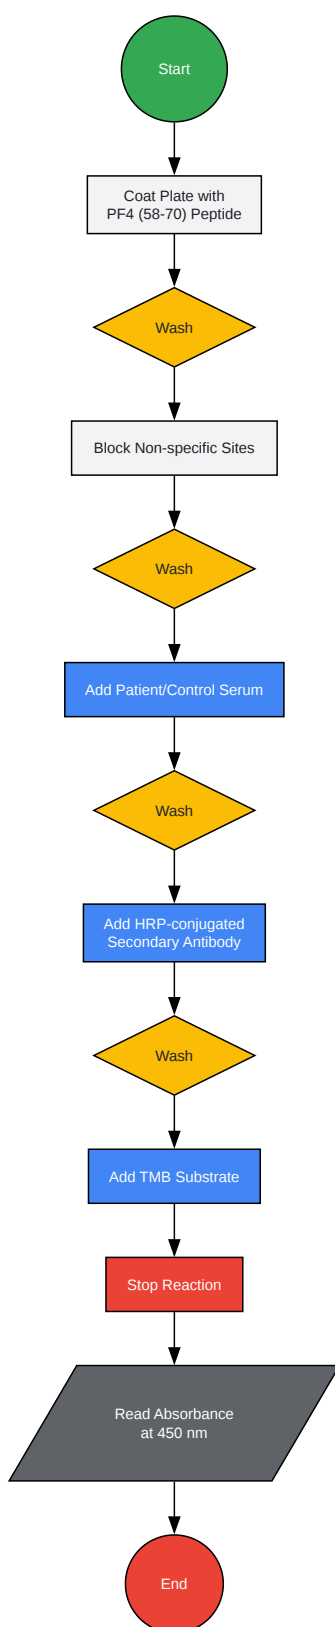 Start
Coat Plate with
PF4 (58-70) Peptide
Wash
Block Non-specific Sites
Wash
Add Patient/Control Serum
Wash
Add HRP-conjugated
Secondary Antibody
Wash
Add TMB Substrate
Stop Reaction
Read Absorbance
at 450 nm
End